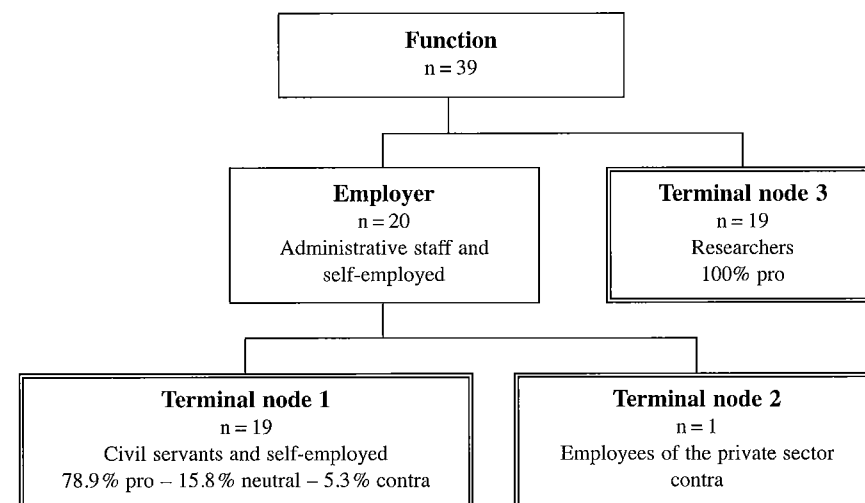 Function
n = 39
Employer
n = 20
Administrative staff and
self-employed
Terminal node 3
n = 19
Researchers
100% pro
Terminal node 1
n = 19
Civil servants and self-employed
78.9% pro – 15.8% neutral – 5.3% contra
Terminal node 2
n = 1
Employees of the private sector
contra